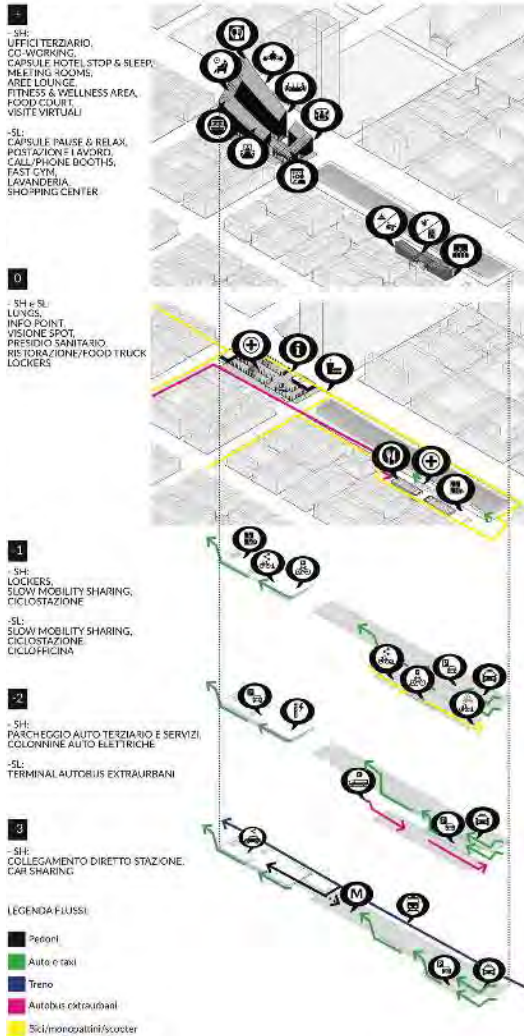 +
- SH:
UFFICI TERZIARIO,
CO-WORKING,
CAPSULE HOTEL STOP & SLEEP,
MEETING ROOMS,
AREE LOUNGE,
FITNESS & WELLNESS AREA,
FOOD COURT,
VISITE VIRTUALI
-SL:
CAPSULE PAUSE & RELAX,
POSTAZIONE LAVORO,
CALL/PHONE BOOTHS,
FAST GYM,
LAVANDERIA,
SHOPPING CENTER
0
- SH e SL:
LUNGS,
INFO POINT,
VISIONE SPOT,
PRESIDIO SANITARIO,
RISTORAZIONE/FOOD TRUCK
LOCKERS
-1
- SH:
LOCKERS,
SLOW MOBILITY SHARING,
CICLOSTAZIONE
-SL:
SLOW MOBILITY SHARING,
CICLOSTAZIONE,
CICLOFFICINA
-2
- SH:
PARCHEGGIO AUTO TERZIARIO E SERVIZI,
COLONNINE AUTO ELETTRICHE
-SL:
TERMINAL AUTOBUS EXTRAURBANI
-3
- SH:
COLLEGAMENTO DIRETTO STAZIONE,
CAR SHARING
M
LEGENDA FLUSSI:
Pedoni
Auto e taxi
Treno
Autobus extraurbani
Bici/monopattini/scooter